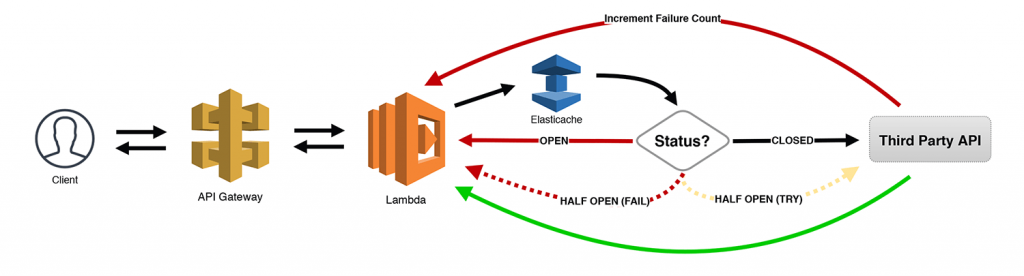 Increment Failure Count
Elasticache
OPEN
Status?
CLOSED
Third Party API
Client
API Gateway
Lambda
HALF OPEN (FAIL)
HALF OPEN (TRY)